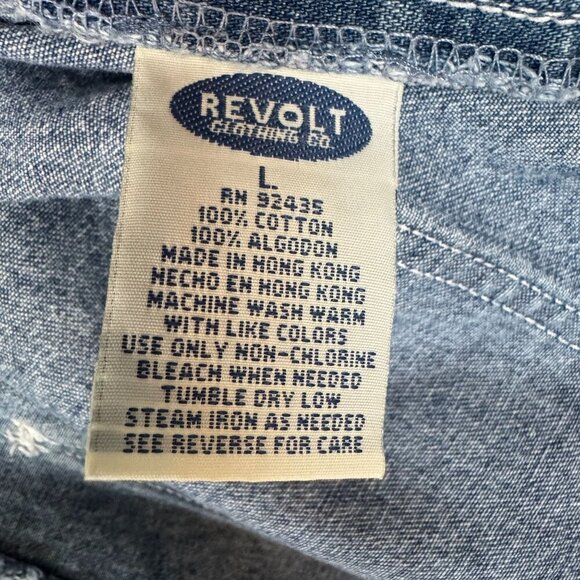 REVOLT
CLOTHING CO
L
RN 92435
100% COTTON
100% ALGODON
MADE IN HONG KONG
HECHO EN HONG KONG
MACHINE WASH WARM
WITH LIKE COLORS
USE ONLY NON-CHLORINE
BLEACH WHEN NEEDED
TUMBLE DRY LOW
STEAM IRON AS NEEDED
SEE REVERSE FOR CARE